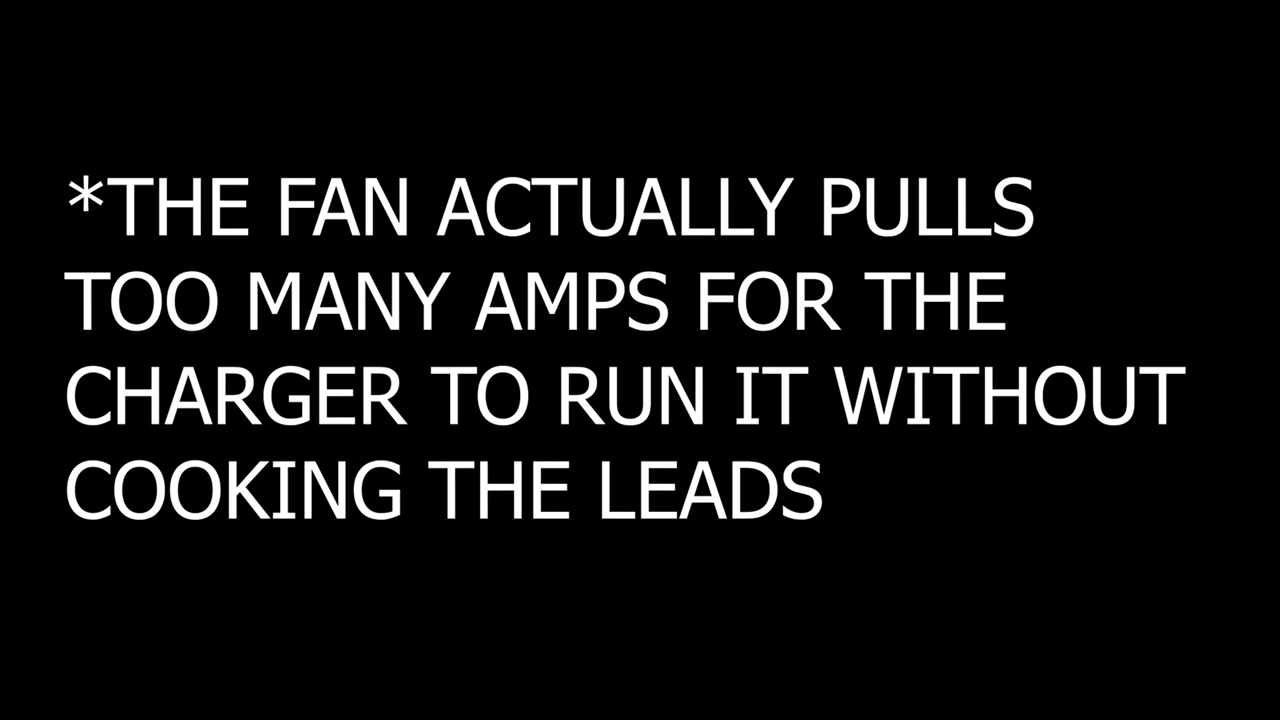 *THE FAN ACTUALLY PULLS
TOO MANY AMPS FOR THE
CHARGER TO RUN IT WITHOUT
COOKING THE LEADS